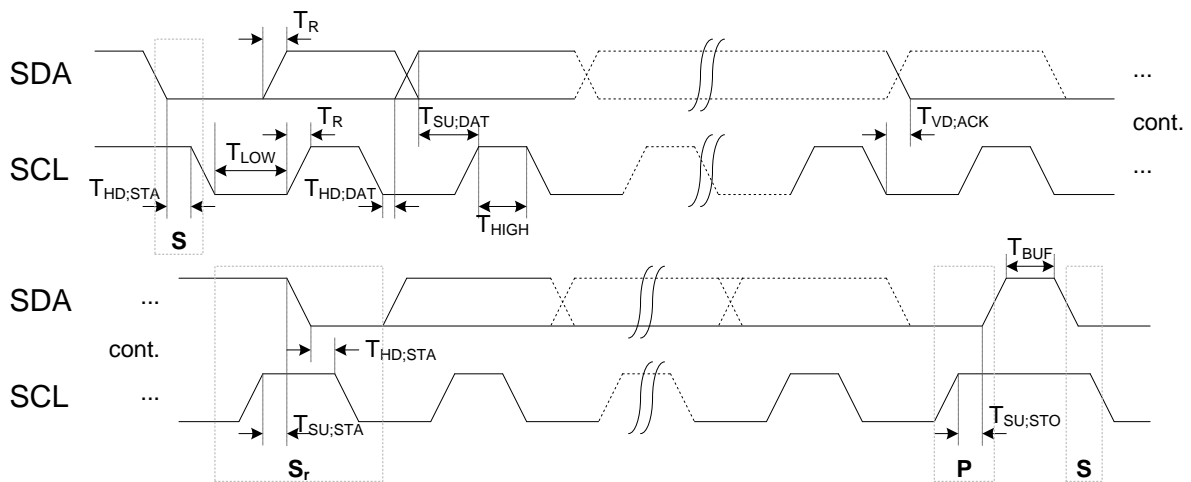 T_R
SDA
...
T_SU;DAT
T_R
T_VD;ACK
cont.
T_LOW
SCL
...
T_HD;STA
T_HD;DAT
T_HIGH
S
T_BUF
SDA
...
cont.
T_HD;STA
SCL
...
T_SU;STA
T_SU;STO
S_r
P
S